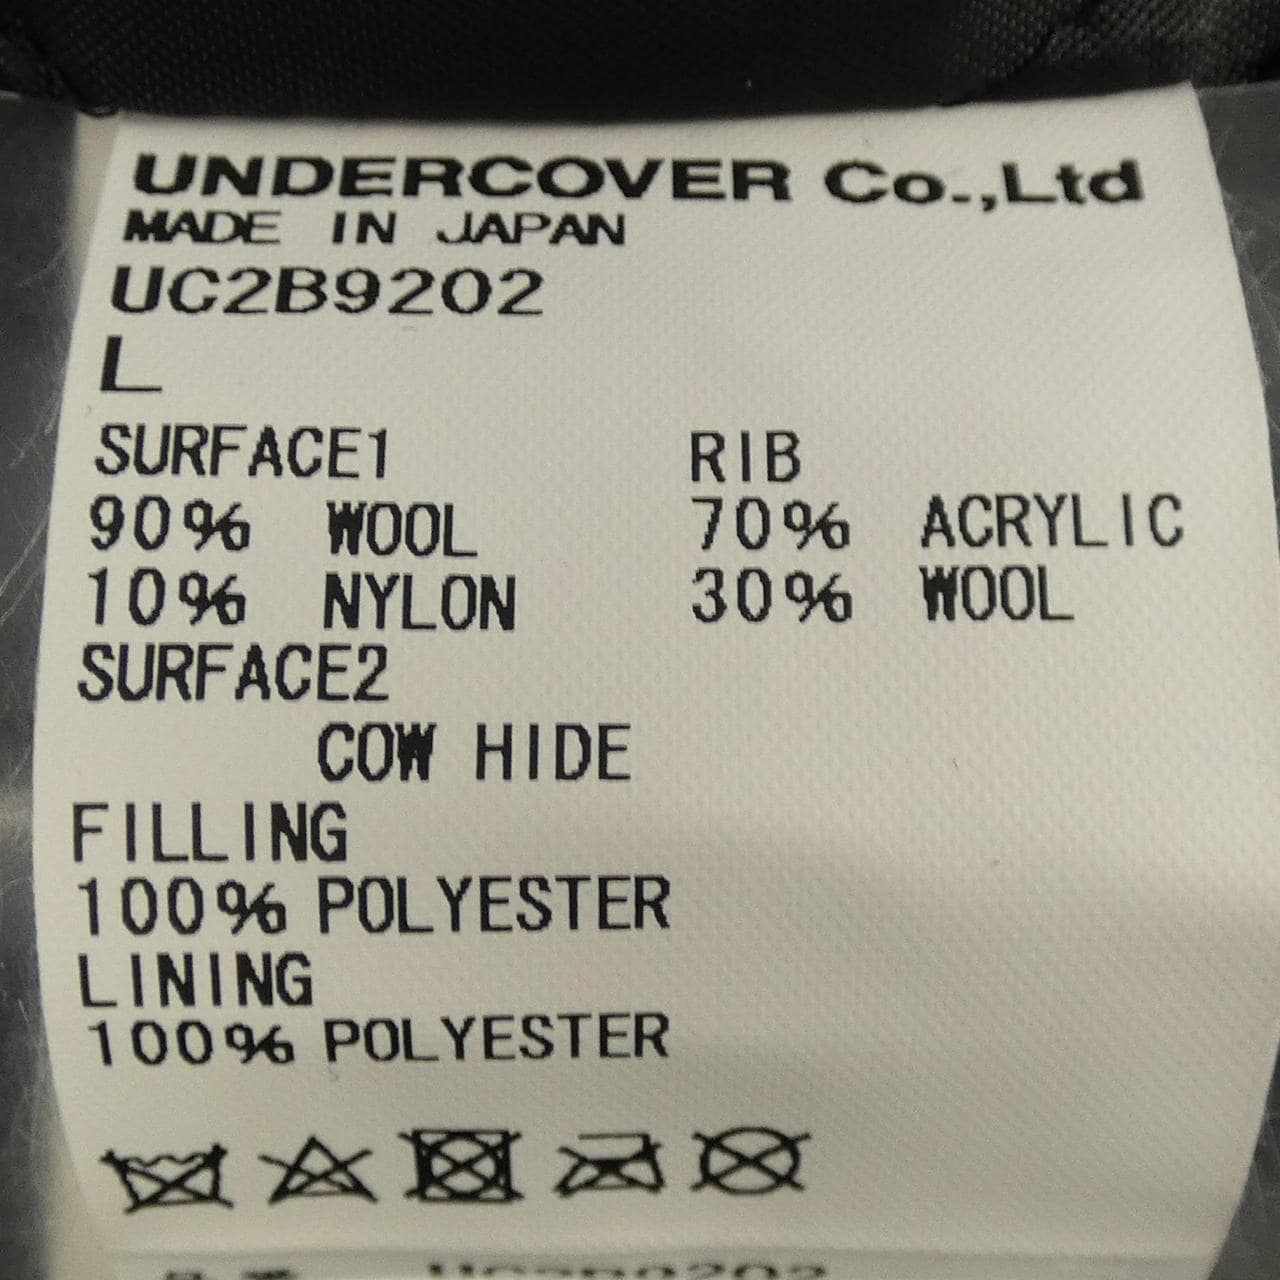 UNDERCOVER Co.,Ltd
MADE IN JAPAN
UC2B9202
L
SURFACE1
90% WOOL
10% NYLON
SURFACE2
COW HIDE
FILLING
100% POLYESTER
LINING
100% POLYESTER
RIB
70% ACRYLIC
30% WOOL